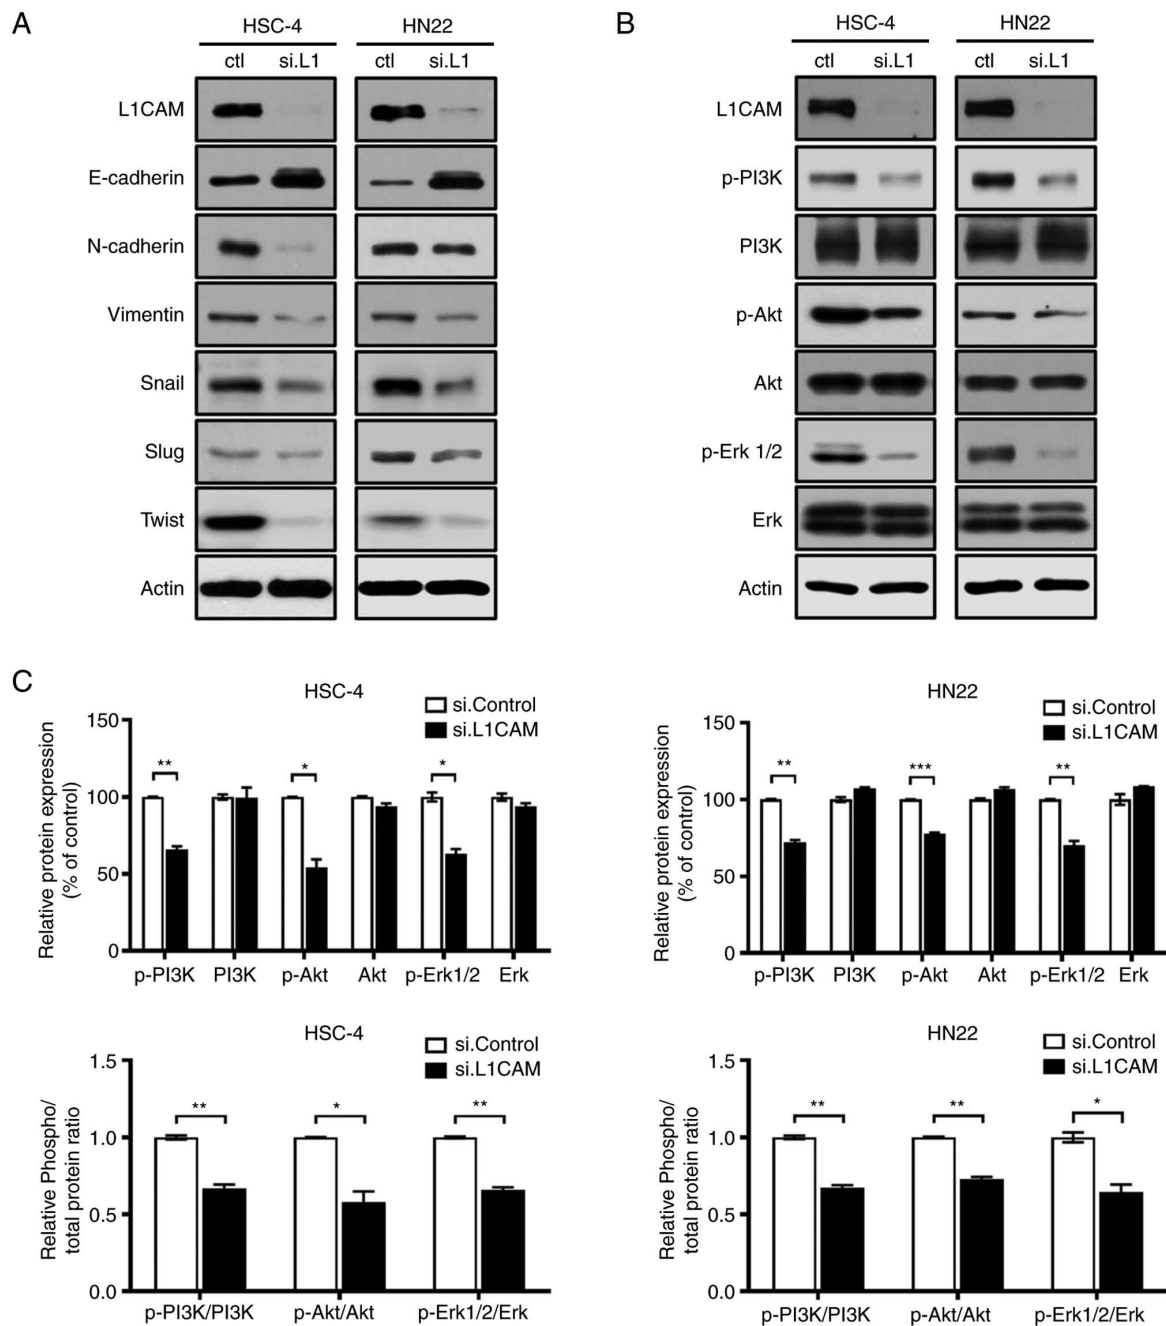 A
HSC-4 HN22
ctl si.L1 ctl si.L1
L1CAM
E-cadherin
N-cadherin
Vimentin
Snail
Slug
Twist
Actin
B
HSC-4 HN22
ctl si.L1 ctl si.L1
L1CAM
p-PI3K
PI3K
p-Akt
Akt
p-Erk 1/2
Erk
Actin
C
HSC-4
si.Control
si.L1CAM
Relative protein expression
(% of control)
150
100
50
0
** * *
p-PI3K PI3K p-Akt Akt p-Erk1/2 Erk
HN22
si.Control
si.L1CAM
Relative protein expression
(% of control)
150
100
50
0
** *** **
p-PI3K PI3K p-Akt Akt p-Erk1/2 Erk
HSC-4
si.Control
si.L1CAM
Relative Phospho/
total protein ratio
1.5
1.0
0.5
0.0
** * **
p-PI3K/PI3K p-Akt/Akt p-Erk1/2/Erk
HN22
si.Control
si.L1CAM
Relative Phospho/
total protein ratio
1.5
1.0
0.5
0.0
** ** *
p-PI3K/PI3K p-Akt/Akt p-Erk1/2/Erk